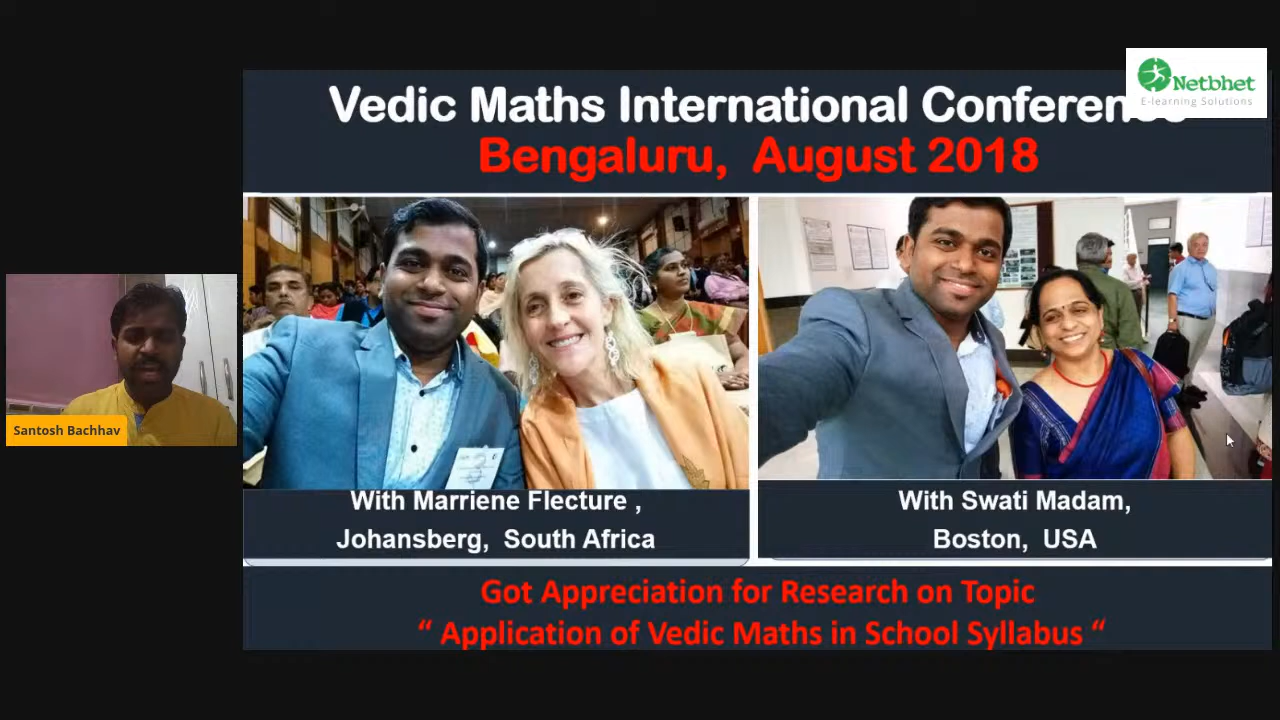 Vedic Maths International Conference
Bengaluru, August 2018
Netbhet
E-learning Solutions
Santosh Bachhav
With Marriene Flecture ,
Johansberg, South Africa
With Swati Madam,
Boston, USA
Got Appreciation for Research on Topic
“ Application of Vedic Maths in School Syllabus “